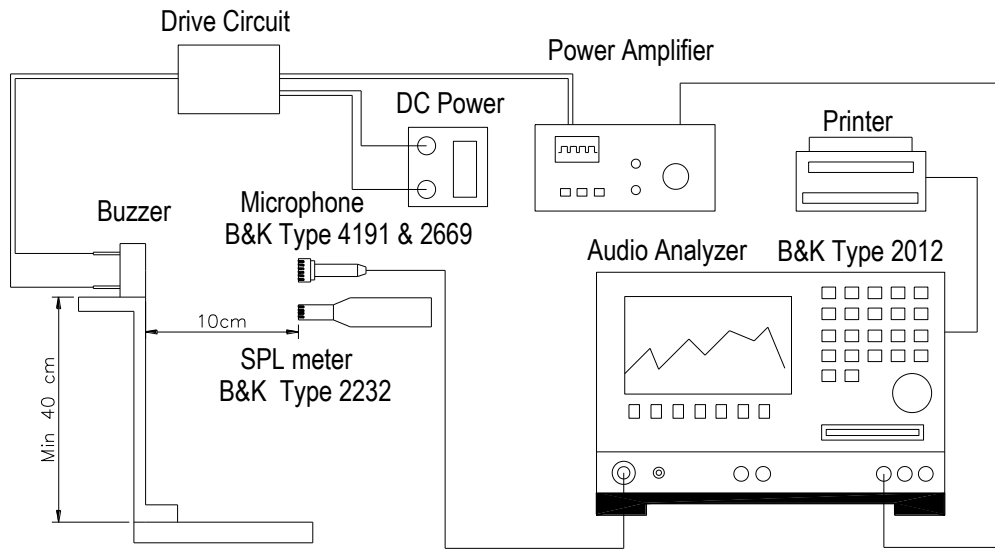 Drive Circuit
Power Amplifier
DC Power
Printer
Buzzer
Microphone
B&K Type 4191 & 2669
Audio Analyzer
B&K Type 2012
10cm
SPL meter
B&K Type 2232
Min 40 cm